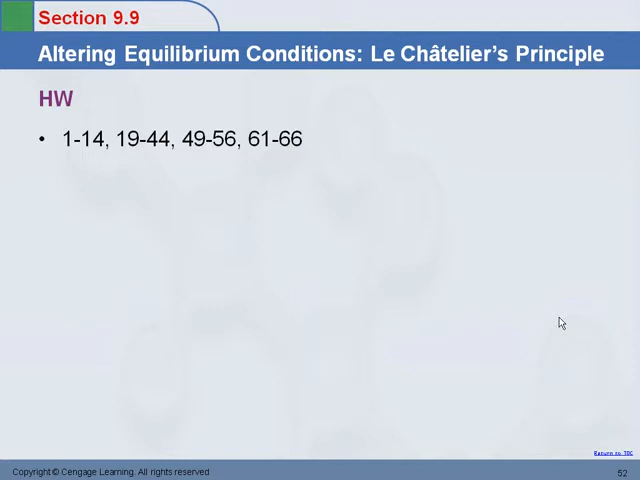 Section 9.9
Altering Equilibrium Conditions: Le Châtelier's Principle
HW
• 1-14, 19-44, 49-56, 61-66
Return to TOC
Copyright © Cengage Learning. All rights reserved
52